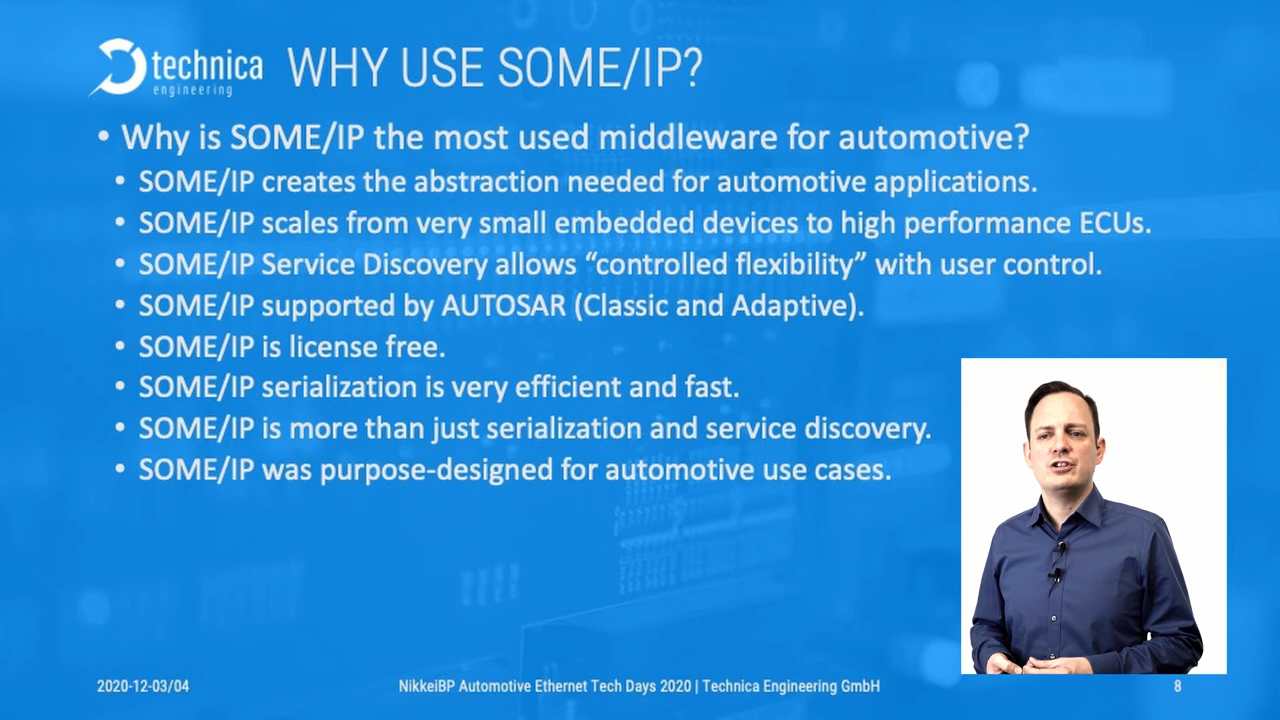 technica
engineering
WHY USE SOME/IP?
• Why is SOME/IP the most used middleware for automotive?
• SOME/IP creates the abstraction needed for automotive applications.
• SOME/IP scales from very small embedded devices to high performance ECUs.
• SOME/IP Service Discovery allows “controlled flexibility” with user control.
• SOME/IP supported by AUTOSAR (Classic and Adaptive).
• SOME/IP is license free.
• SOME/IP serialization is very efficient and fast.
• SOME/IP is more than just serialization and service discovery.
• SOME/IP was purpose-designed for automotive use cases.
2020-12-03/04
NikkeiBP Automotive Ethernet Tech Days 2020 | Technica Engineering GmbH
8